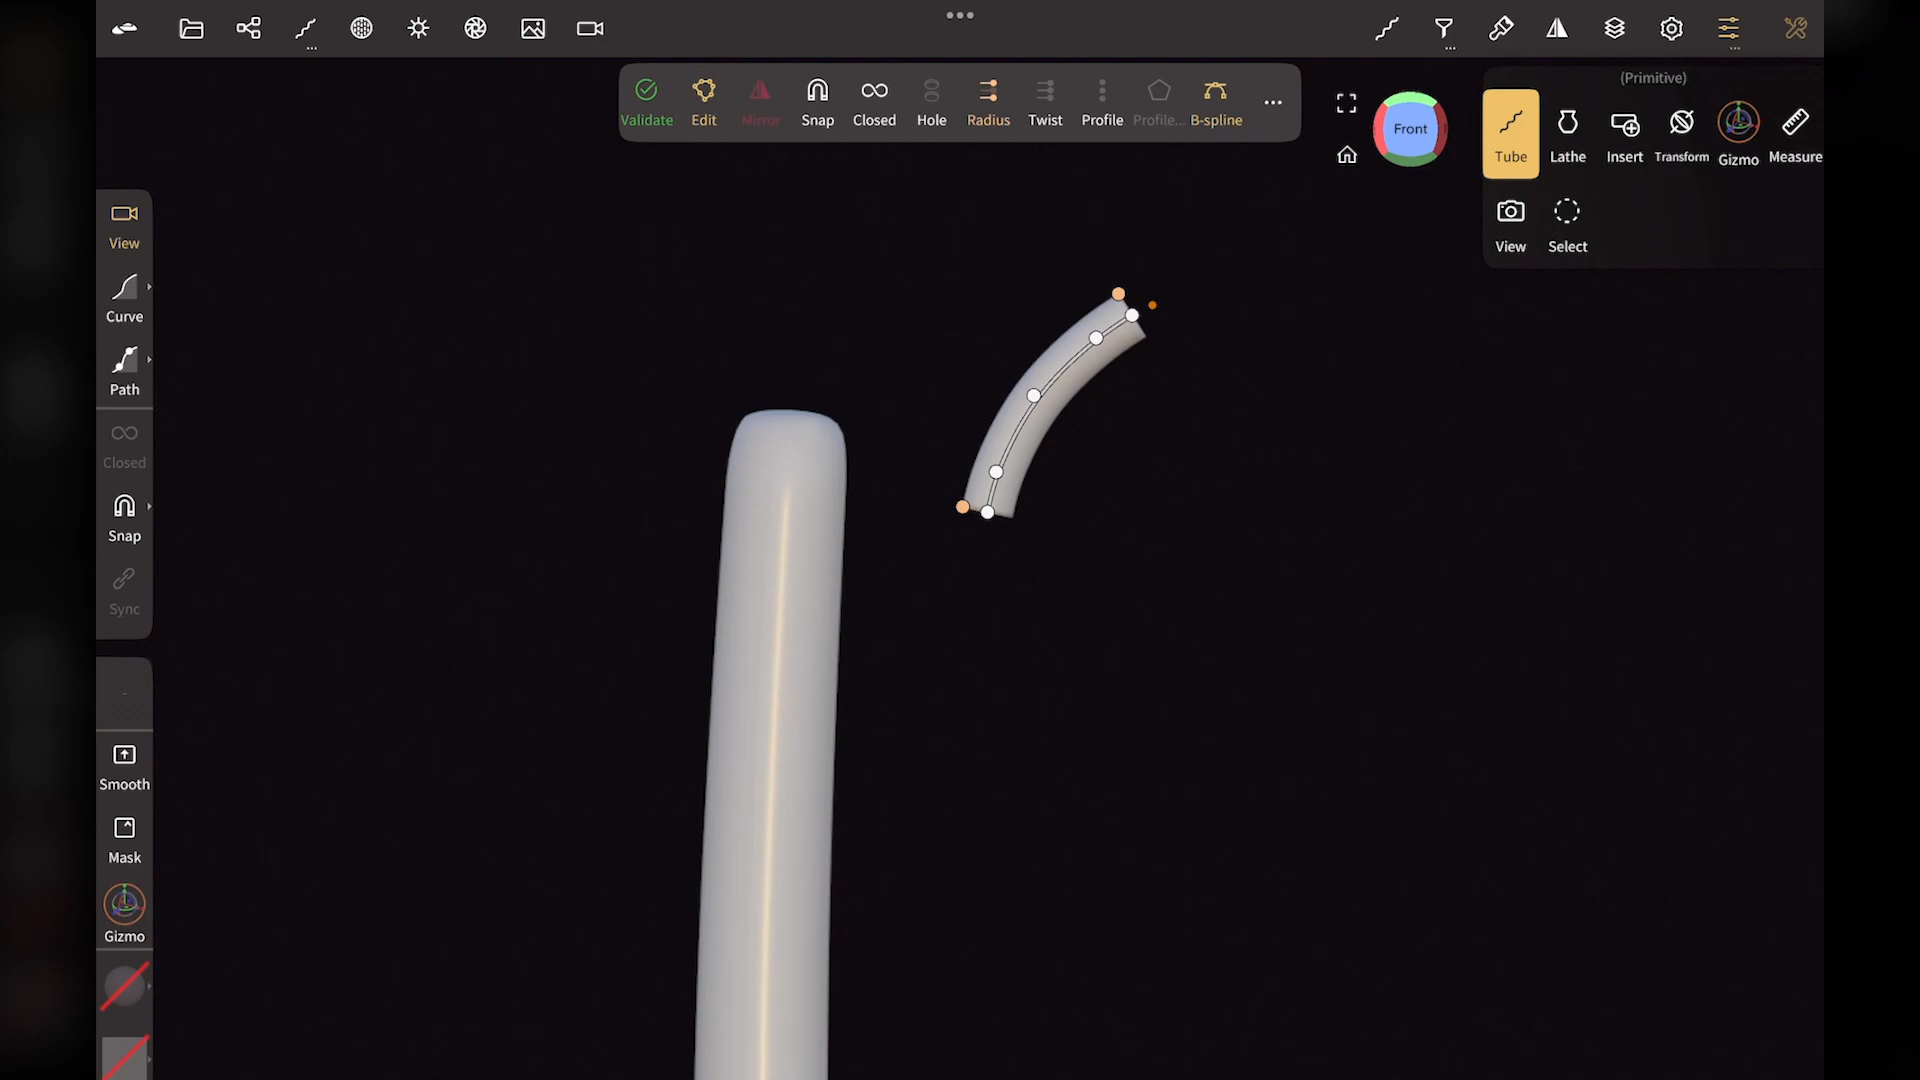 Validate
Edit
Mirror
Snap
Closed
Hole
Radius
Twist
Profile
Profile...
B-spline
Front
(Primitive)
Tube
Lathe
Insert
Transform
Gizmo
Measure
View
Select
View
Curve
Path
Closed
Snap
Sync
-
Smooth
Mask
Gizmo